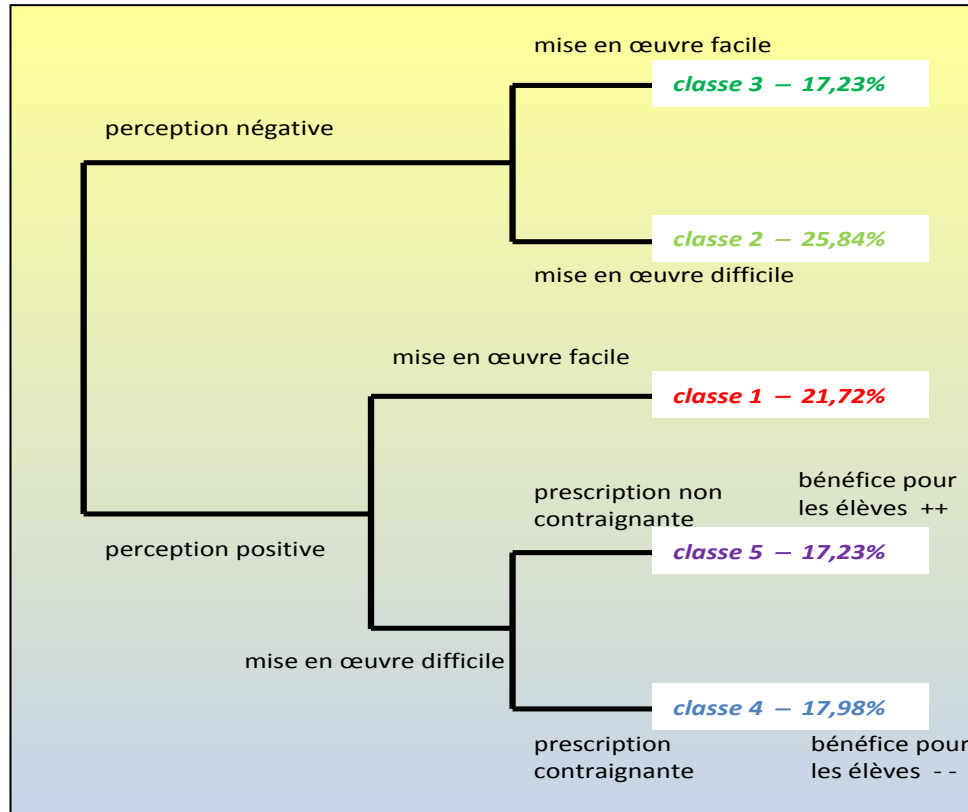 mise en œuvre facile
classe 3 – 17,23%
perception négative
classe 2 – 25,84%
mise en œuvre difficile
mise en œuvre facile
classe 1 – 21,72%
prescription non
contraignante
bénéfice pour
les élèves ++
classe 5 – 17,23%
perception positive
mise en œuvre difficile
classe 4 – 17,98%
prescription
contraignante
bénéfice pour
les élèves - -